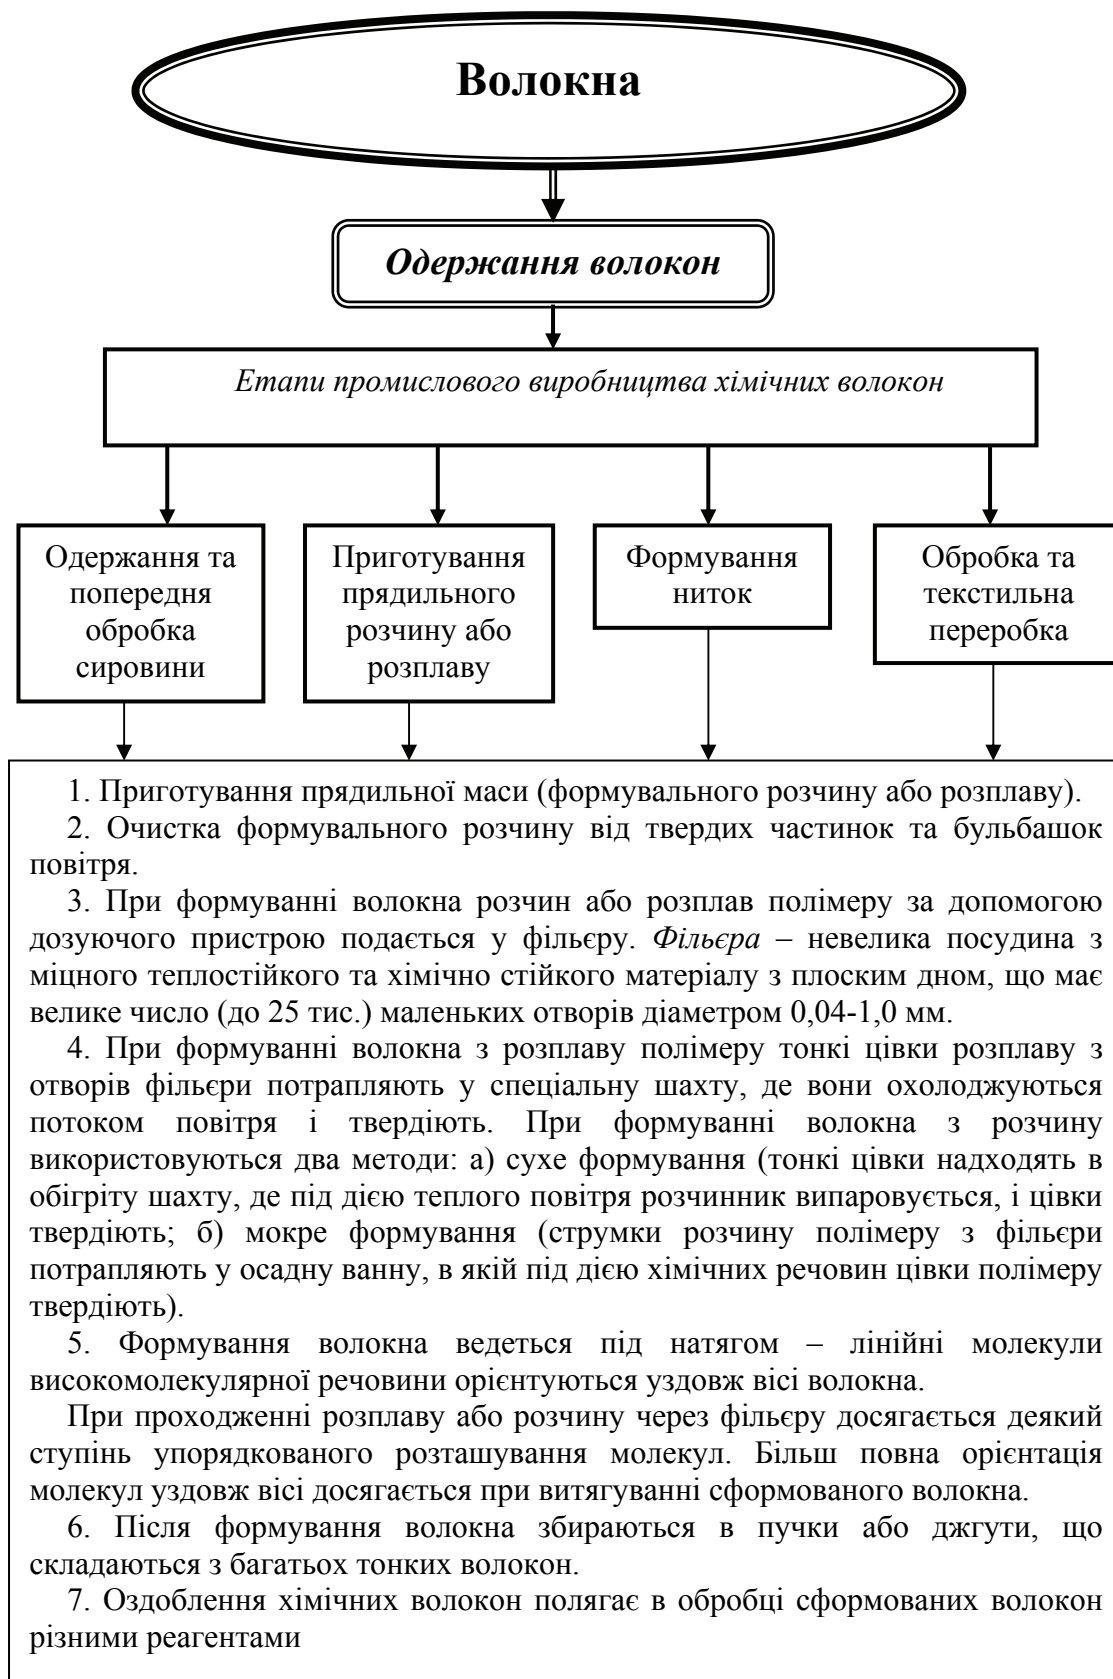 Волокна
Одержання волокон
Етапи промислового виробництва хімічних волокон
Одержання та
попередня
обробка
сировини
Приготування
прядильного
розчину або
розплаву
Формування
ниток
Обробка та
текстильна
переробка
1. Приготування прядильної маси (формувального розчину або розплаву).
2. Очистка формувального розчину від твердих частинок та бульбашок
повітря.
3. При формуванні волокна розчин або розплав полімеру за допомогою
дозуючого пристрою подається у фільєру. Фільєра – невелика посудина з
міцного теплостійкого та хімічно стійкого матеріалу з плоским дном, що має
велике число (до 25 тис.) маленьких отворів діаметром 0,04-1,0 мм.
4. При формуванні волокна з розплаву полімеру тонкі цівки розплаву з
отворів фільєри потрапляють у спеціальну шахту, де вони охолоджуються
потоком повітря і твердіють. При формуванні волокна з розчину
використовуються два методи: а) сухе формування (тонкі цівки надходять в
обігріту шахту, де під дією теплого повітря розчинник випаровується, і цівки
твердіють; б) мокре формування (струмки розчину полімеру з фільєри
потрапляють у осадну ванну, в якій під дією хімічних речовин цівки полімеру
твердіють).
5. Формування волокна ведеться під натягом – лінійні молекули
високомолекулярної речовини орієнтуються уздовж вісі волокна.
При проходженні розплаву або розчину через фільєру досягається деякий
ступінь упорядкованого розташування молекул. Більш повна орієнтація
молекул уздовж вісі досягається при витягуванні сформованого волокна.
6. Після формування волокна збираються в пучки або джгути, що
складаються з багатьох тонких волокон.
7. Оздоблення хімічних волокон полягає в обробці сформованих волокон
різними реагентами